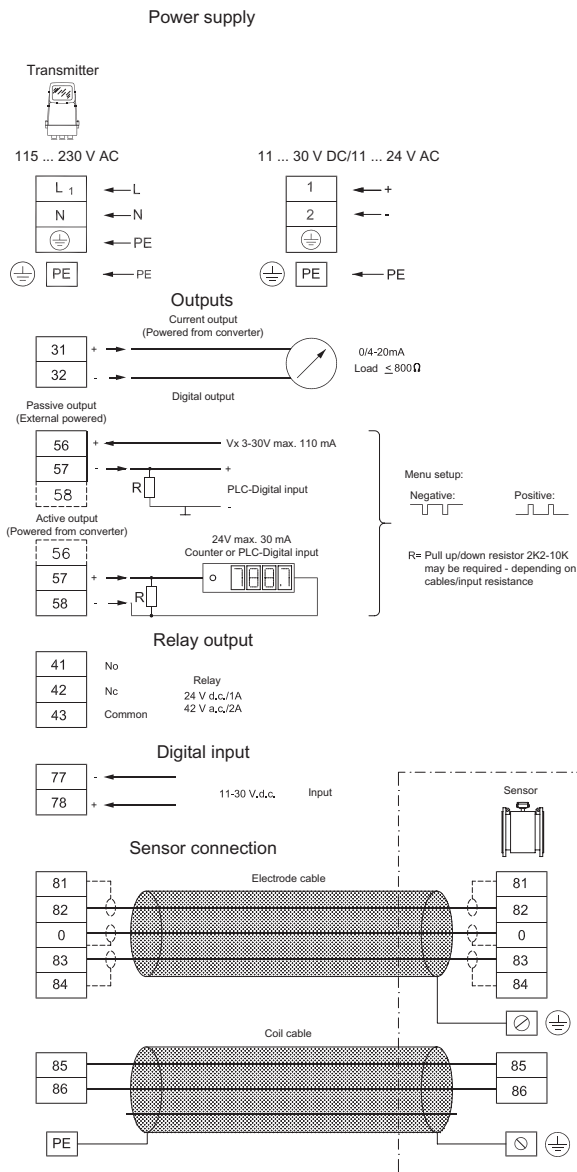 Power supply
Transmitter
115 ... 230 V AC
11 ... 30 V DC/11 ... 24 V AC
L 1
L
N
N
PE
PE
PE
1
+
2
-
PE
PE
Outputs
Current output
(Powered from converter)
31
+
32
-
0/4-20mA
Load ≤ 800Ω
Digital output
Passive output
(External powered)
56
+
Vx 3-30V max. 110 mA
57
-
+
58
R
PLC-Digital input
-
Menu setup:
Negative:
Positive:
Active output
(Powered from converter)
56
24V max. 30 mA
Counter or PLC-Digital input
57
+
58
-
R
R= Pull up/down resistor 2K2-10K
may be required - depending on
cables/input resistance
Relay output
41
No
42
Nc
43
Common
Relay
24 V d.c./1A
42 V a.c./2A
Digital input
77
-
78
+
11-30 V.d.c.
Input
Sensor
Sensor connection
Electrode cable
81
82
0
83
84
81
82
0
83
84
Coil cable
85
86
85
86
PE